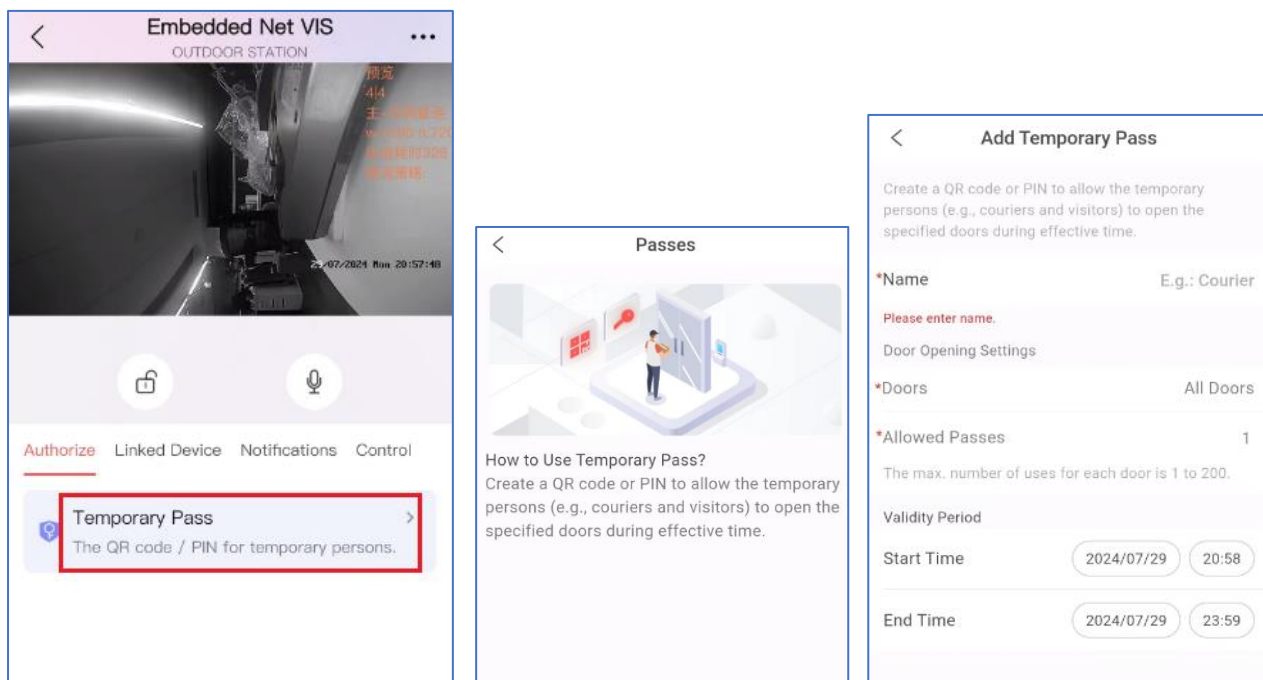 Embedded Net VIS
OUTDOOR STATION
预览
4|4
29/07/2024 Mon 20:57:48
Authorize Linked Device Notifications Control
Temporary Pass
The QR code / PIN for temporary persons.
Passes
How to Use Temporary Pass?
Create a QR code or PIN to allow the temporary
persons (e.g., couriers and visitors) to open the
specified doors during effective time.
Add Temporary Pass
Create a QR code or PIN to allow the temporary
persons (e.g., couriers and visitors) to open the
specified doors during effective time.
*Name E.g.: Courier
Please enter name.
Door Opening Settings
*Doors All Doors
*Allowed Passes 1
The max. number of uses for each door is 1 to 200.
Validity Period
Start Time 2024/07/29 20:58
End Time 2024/07/29 23:59